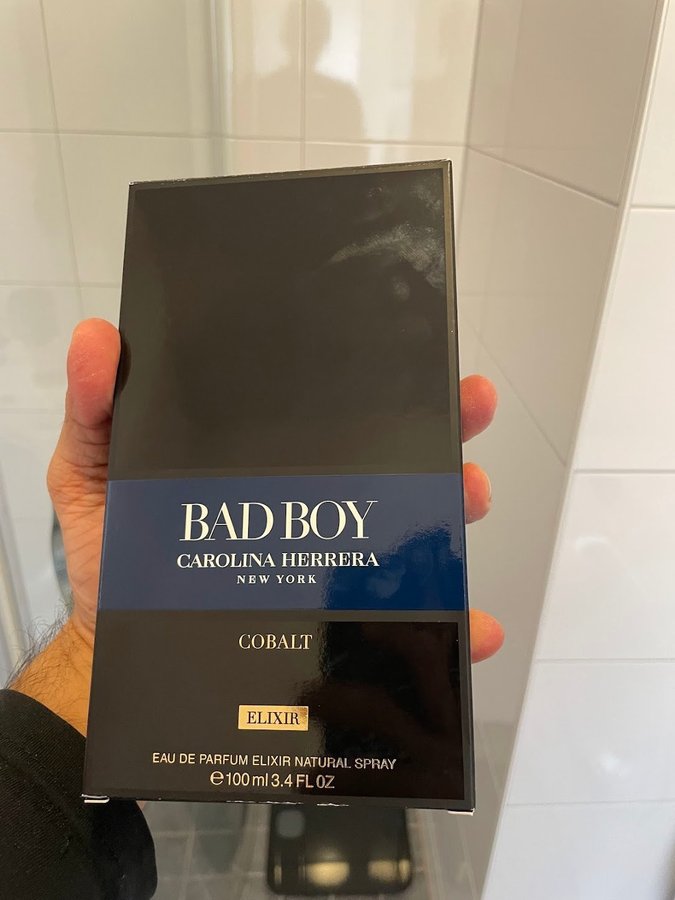 BAD BOY
CAROLINA HERRERA
NEW YORK
COBALT
ELIXIR
EAU DE PARFUM ELIXIR NATURAL SPRAY
℮100 ml 3.4 FL OZ